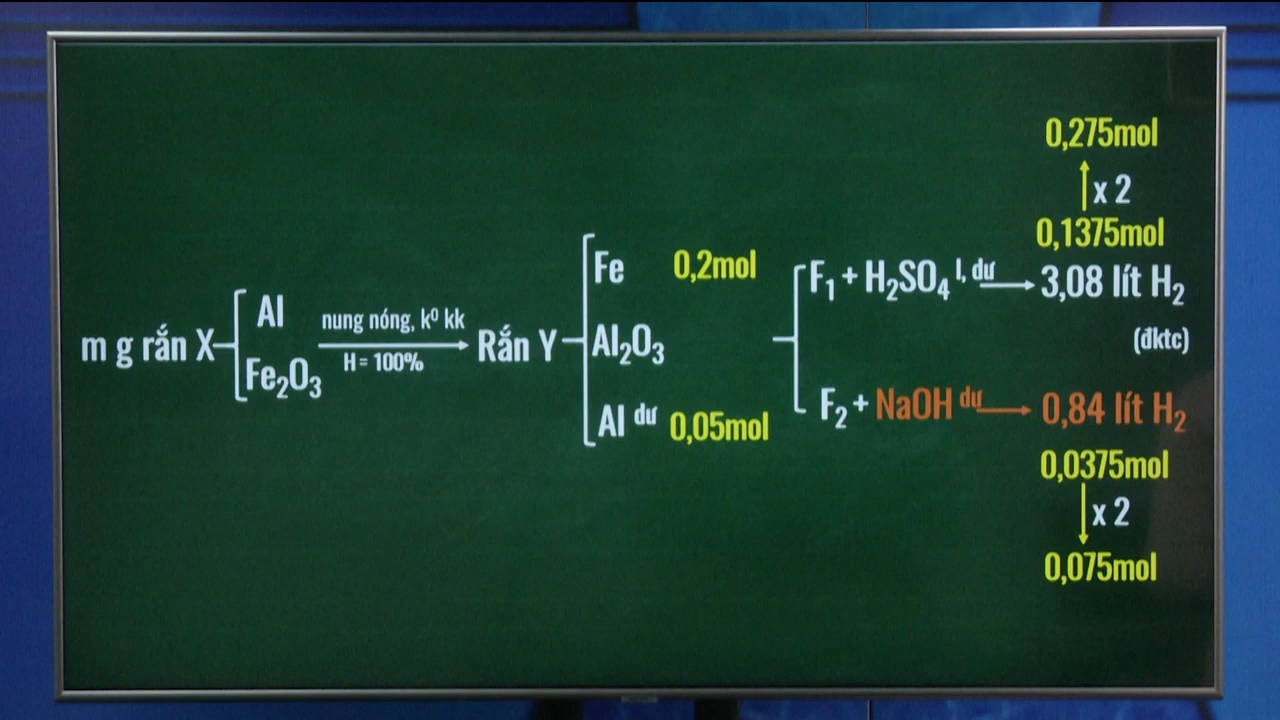 0,275mol
x 2
0,1375mol
Fe 0,2mol
F₁ + H₂SO₄ l, dư → 3,08 lít H₂
(đktc)
m g rắn X Al
Fe₂O₃
nung nóng, kº kk
H = 100%
Rắn Y Al₂O₃
Al dư 0,05mol
F₂ + NaOH dư → 0,84 lít H₂
0,0375mol
x 2
0,075mol